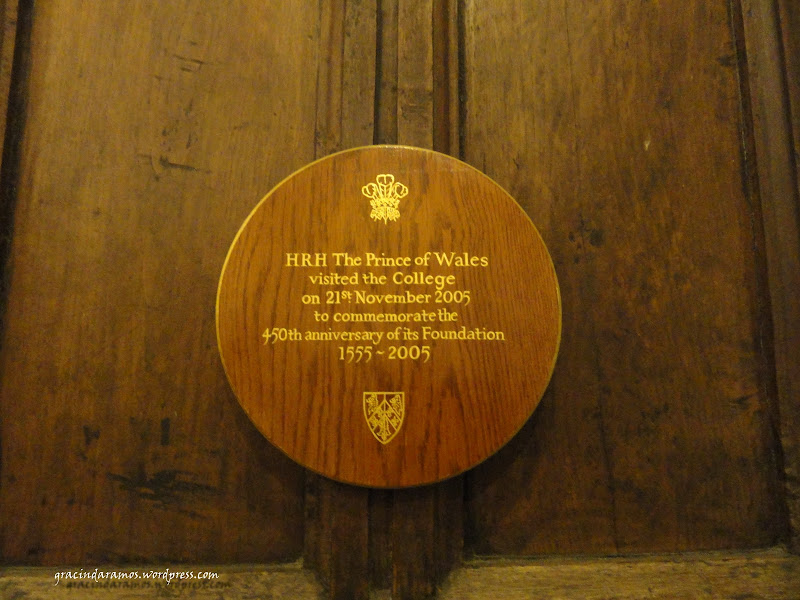 HRH The Prince of Wales
visited the College
on 21st November 2005
to commemorate the
450th anniversary of its Foundation
1555 ~ 2005
gracindaramos.wordpress.com